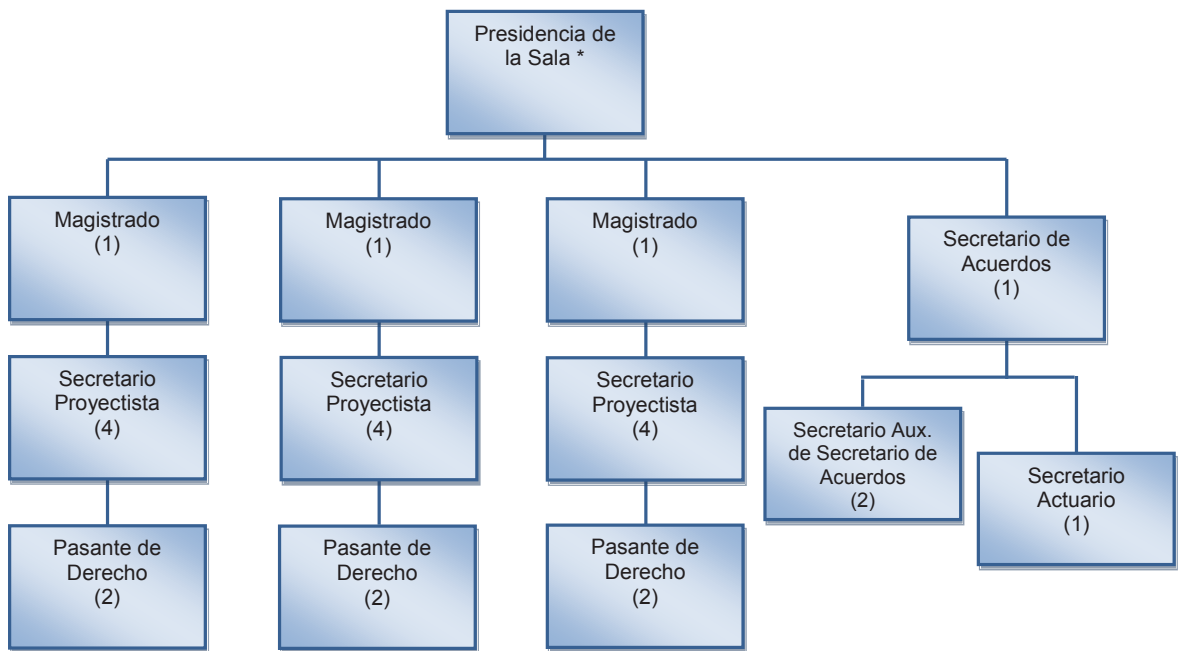 Presidencia de
la Sala *
Magistrado
(1)
Magistrado
(1)
Magistrado
(1)
Secretario de
Acuerdos
(1)
Secretario
Proyectista
(4)
Secretario
Proyectista
(4)
Secretario
Proyectista
(4)
Secretario Aux.
de Secretario de
Acuerdos
(2)
Secretario
Actuario
(1)
Pasante de
Derecho
(2)
Pasante de
Derecho
(2)
Pasante de
Derecho
(2)